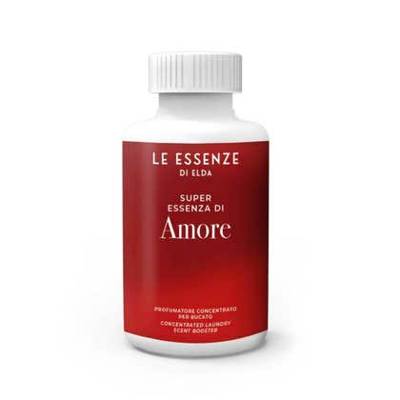 LE ESSENZE
DI ELDA
SUPER
ESSENZA DI
Amore
PROFUMATORE CONCENTRATO
PER BUCATO
CONCENTRATED LAUNDRY
SCENT BOOSTER